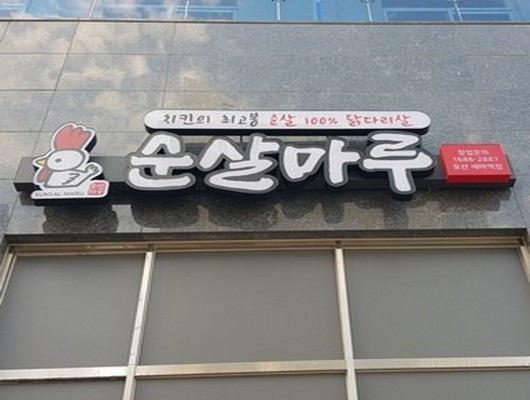 치킨의 최고봉 순살 100% 닭다리살
순살마루
SUNSAL MARU
창업문의
1688-2887
오산 세마역점